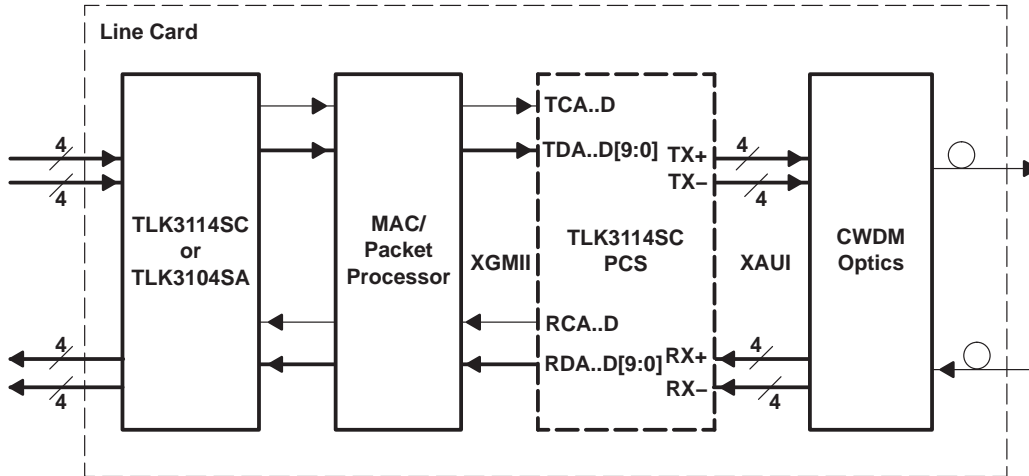 Line Card
TCA..D
4
TDA..D[9:0]
TX+
4
4
TX–
4
TLK3114SC
or
TLK3104SA
MAC/
Packet
Processor
XGMII
TLK3114SC
PCS
XAUI
CWDM
Optics
RCA..D
4
RDA..D[9:0]
RX+
4
4
RX–
4